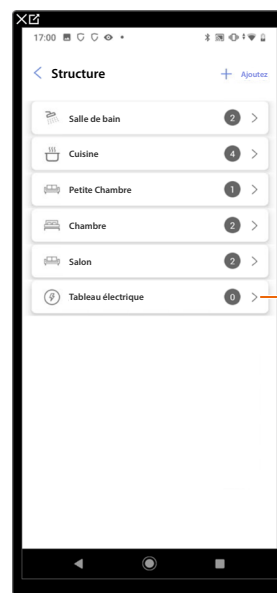 17:00
Structure
+ Ajoutez
Salle de bain 2 >
Cuisine 4 >
Petite Chambre 1 >
Chambre 2 >
Salon 2 >
Tableau électrique 0 >